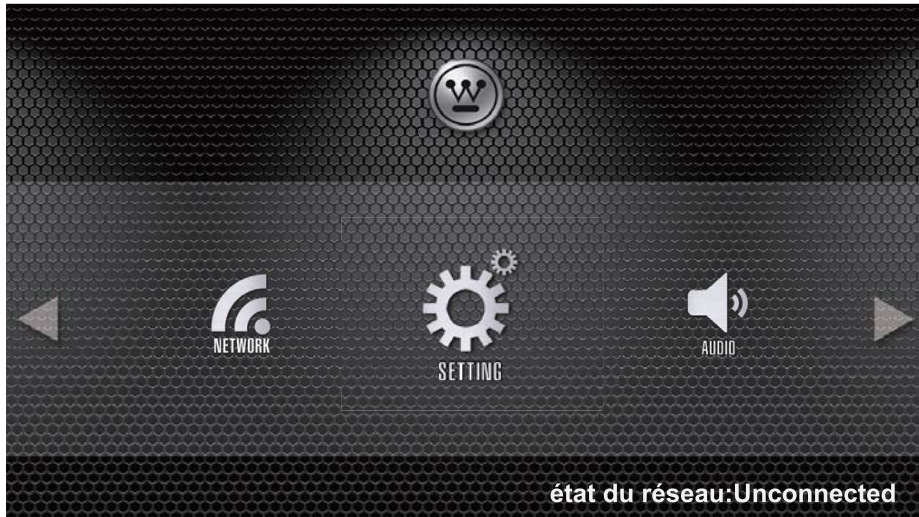 W
NETWORK
SETTING
AUDIO
état du réseau:Unconnected